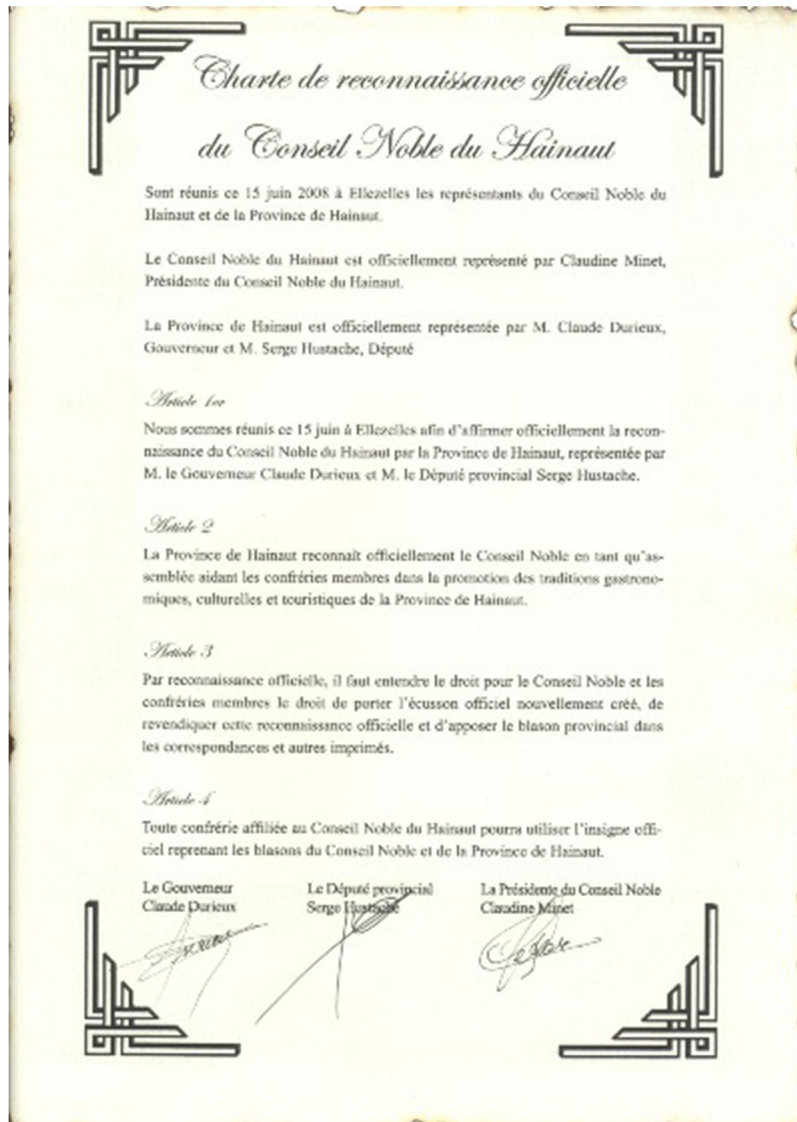 Charte de reconnaissance officielle
du Conseil Noble du Hainaut
Sont réunis ce 15 juin 2008 à Ellezelles les représentants du Conseil Noble du
Hainaut et de la Province de Hainaut.
Le Conseil Noble du Hainaut est officiellement représenté par Claudine Minet,
Présidente du Conseil Noble du Hainaut.
La Province de Hainaut est officiellement représentée par M. Claude Durieux,
Gouverneur et M. Serge Hustache, Député
Article 1er
Nous sommes réunis ce 15 juin à Ellezelles afin d'affirmer officiellement la recon-
naissance du Conseil Noble du Hainaut par la Province de Hainaut, représentée par
M. le Gouverneur Claude Durieux et M. le Député provincial Serge Hustache.
Article 2
La Province de Hainaut reconnaît officiellement le Conseil Noble en tant qu'as-
semblée aidant les confréries membres dans la promotion des traditions gastrono-
miques, culturelles et touristiques de la Province de Hainaut.
Article 3
Par reconnaissance officielle, il faut entendre le droit pour le Conseil Noble et les
confréries membres le droit de porter l'écusson officiel nouvellement créé, de
revendiquer cette reconnaissance officielle et d'apposer le blason provincial dans
les correspondances et autres imprimés.
Article 4
Toute confrérie affiliée au Conseil Noble du Hainaut pourra utiliser l'insigne offi-
ciel reprenant les blasons du Conseil Noble et de la Province de Hainaut.
Le Gouverneur Le Député provincial La Présidente du Conseil Noble
Claude Durieux Serge Hustache Claudine Minet